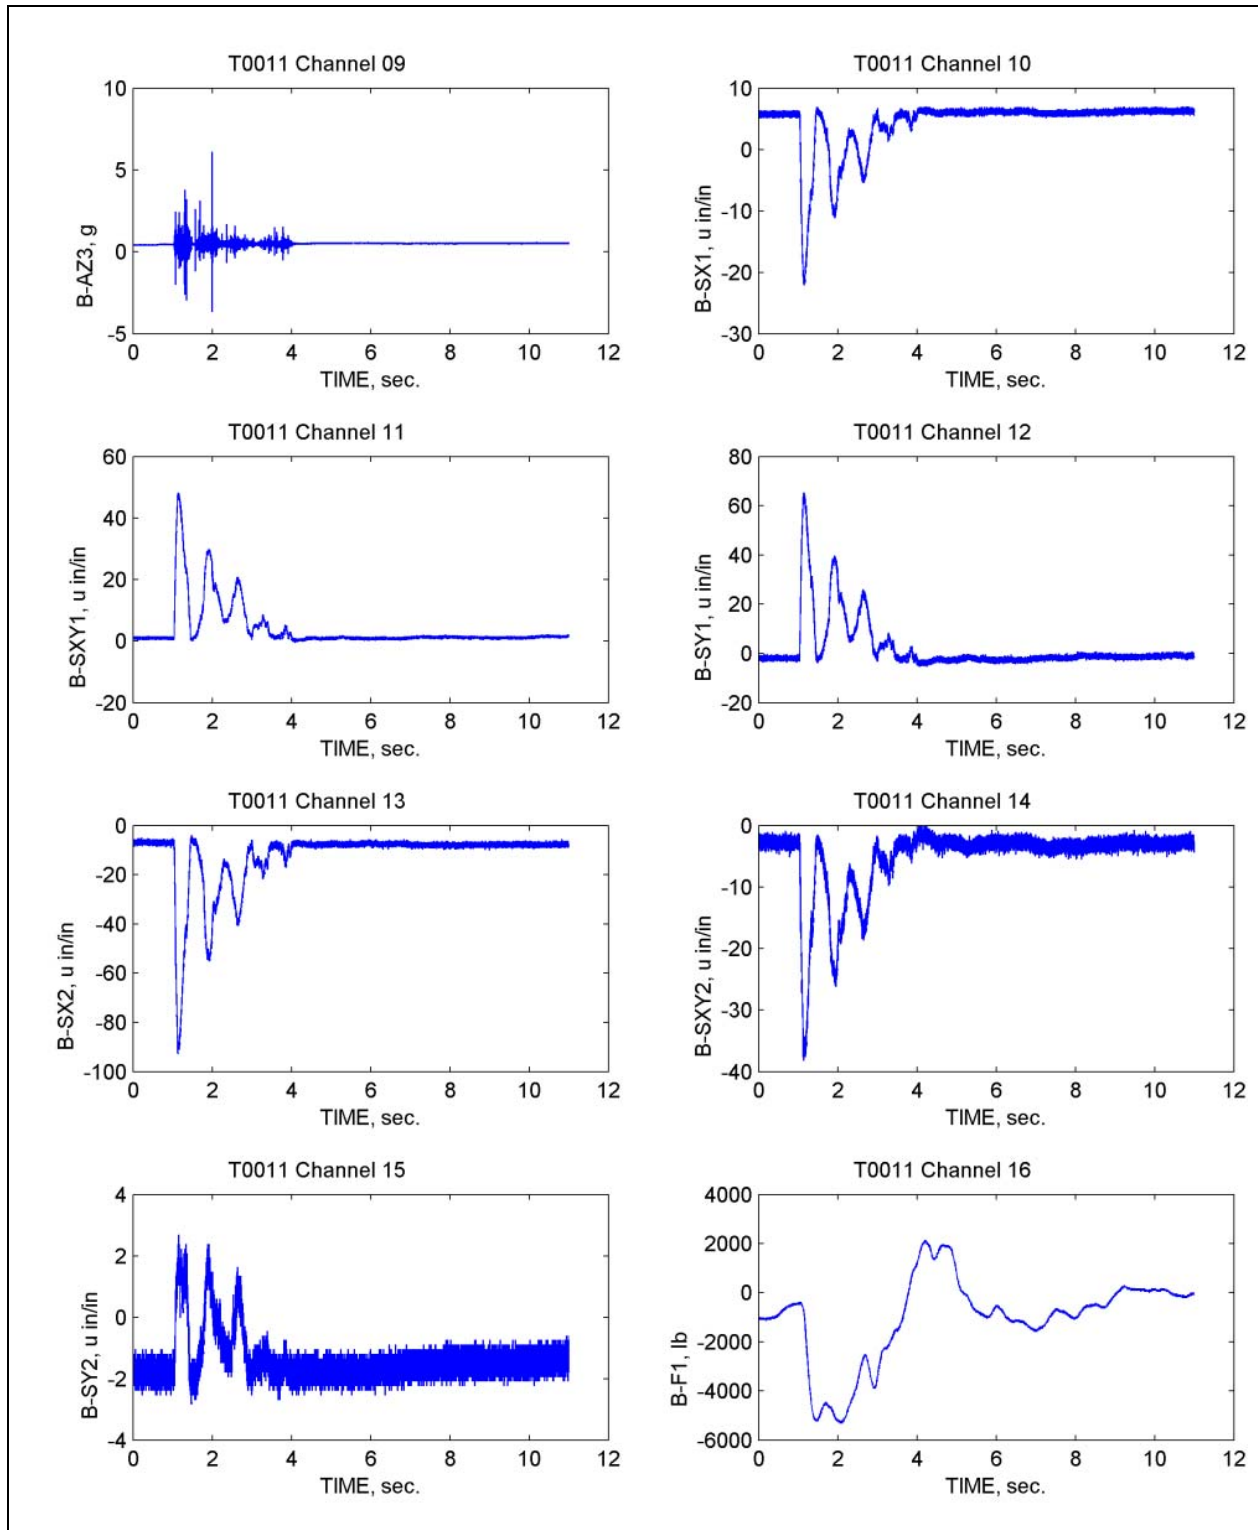 T0011 Channel 09
10
5
0
-5
B-AZ3, g
0 2 4 6 8 10 12
TIME, sec.
T0011 Channel 10
10
0
-10
-20
-30
B-SX1, u in/in
0 2 4 6 8 10 12
TIME, sec.
T0011 Channel 11
60
40
20
0
-20
B-SXY1, u in/in
0 2 4 6 8 10 12
TIME, sec.
T0011 Channel 12
80
60
40
20
0
-20
B-SY1, u in/in
0 2 4 6 8 10 12
TIME, sec.
T0011 Channel 13
0
-20
-40
-60
-80
-100
B-SX2, u in/in
0 2 4 6 8 10 12
TIME, sec.
T0011 Channel 14
0
-10
-20
-30
-40
B-SXY2, u in/in
0 2 4 6 8 10 12
TIME, sec.
T0011 Channel 15
4
2
0
-2
-4
B-SY2, u in/in
0 2 4 6 8 10 12
TIME, sec.
T0011 Channel 16
4000
2000
0
-2000
-4000
-6000
B-F1, lb
0 2 4 6 8 10 12
TIME, sec.